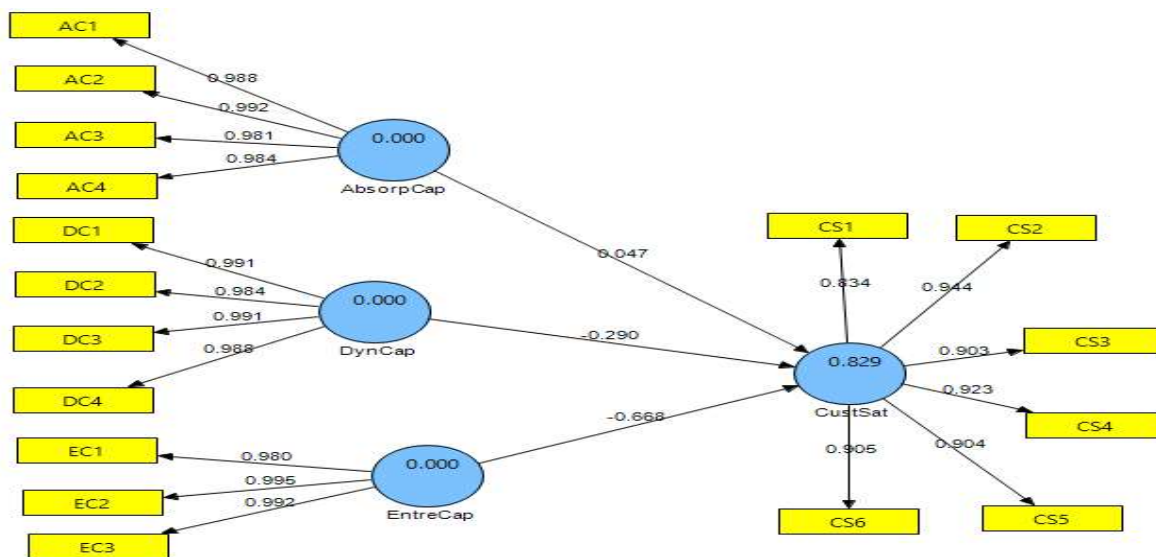 AC1
0.988
AC2
0.992
AC3
0.981
AC4
0.984
0.000
AbsorpCap
DC1
0.991
DC2
0.984
DC3
0.991
DC4
0.988
0.000
DynCap
EC1
0.980
EC2
0.995
EC3
0.992
0.000
EntreCap
0.047
-0.290
-0.668
0.829
CustSat
CS1
0.834
CS2
0.944
CS3
0.903
CS4
0.923
CS5
0.904
CS6
0.905